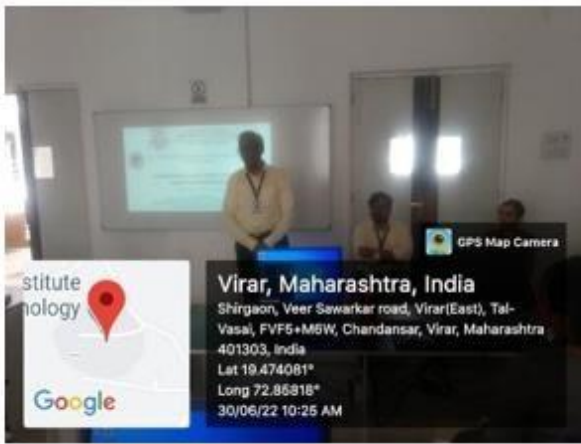 GPS Map Camera
stitute
nology
Google
Virar, Maharashtra, India
Shirgaon, Veer Sawarkar road, Virar(East), Tal-
Vasai, FVF5+M6W, Chandansar, Virar, Maharashtra
401303, India
Lat 19.474081°
Long 72.85818°
30/06/22 10:25 AM